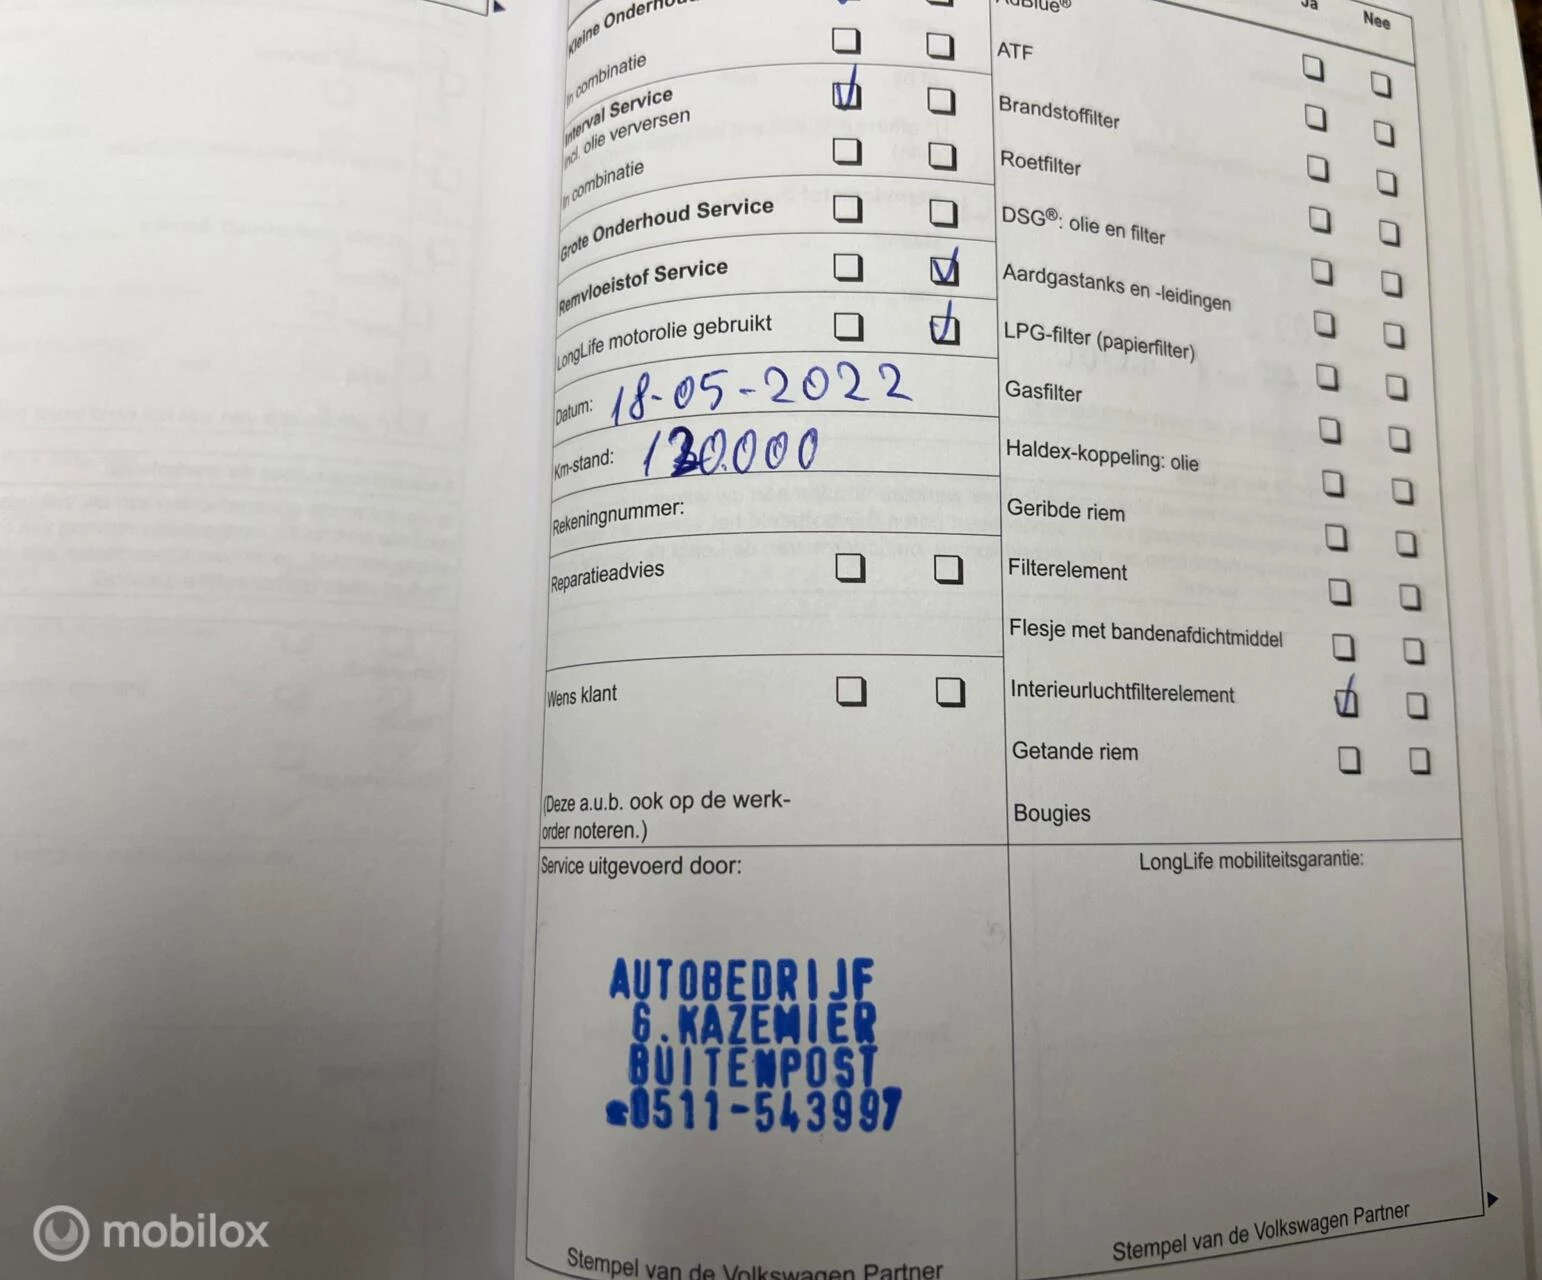 Kleine Onderhoud
In combinatie
Interval Service
incl. olie verversen
In combinatie
Grote Onderhoud Service
Remvloeistof Service
LongLife motorolie gebruikt
Datum: 18-05-2022
Km-stand:
Rekeningnummer:
Reparatieadvies
Wens klant
(Deze a.u.b. ook op de werk-
order noteren.)
Service uitgevoerd door:
AUTOBEDRIJF
G.KAZEMIER
BUITENPOST
☎0511-543997
Stempel van de Volkswagen Partner
AdBlue®
Ja Nee
ATF
Brandstoffilter
Roetfilter
DSG®: olie en filter
Aardgastanks en -leidingen
LPG-filter (papierfilter)
Gasfilter
Haldex-koppeling: olie
Geribde riem
Filterelement
Flesje met bandenafdichtmiddel
Interieurluchtfilterelement
Getande riem
Bougies
LongLife mobiliteitsgarantie:
Stempel van de Volkswagen Partner
mobilox